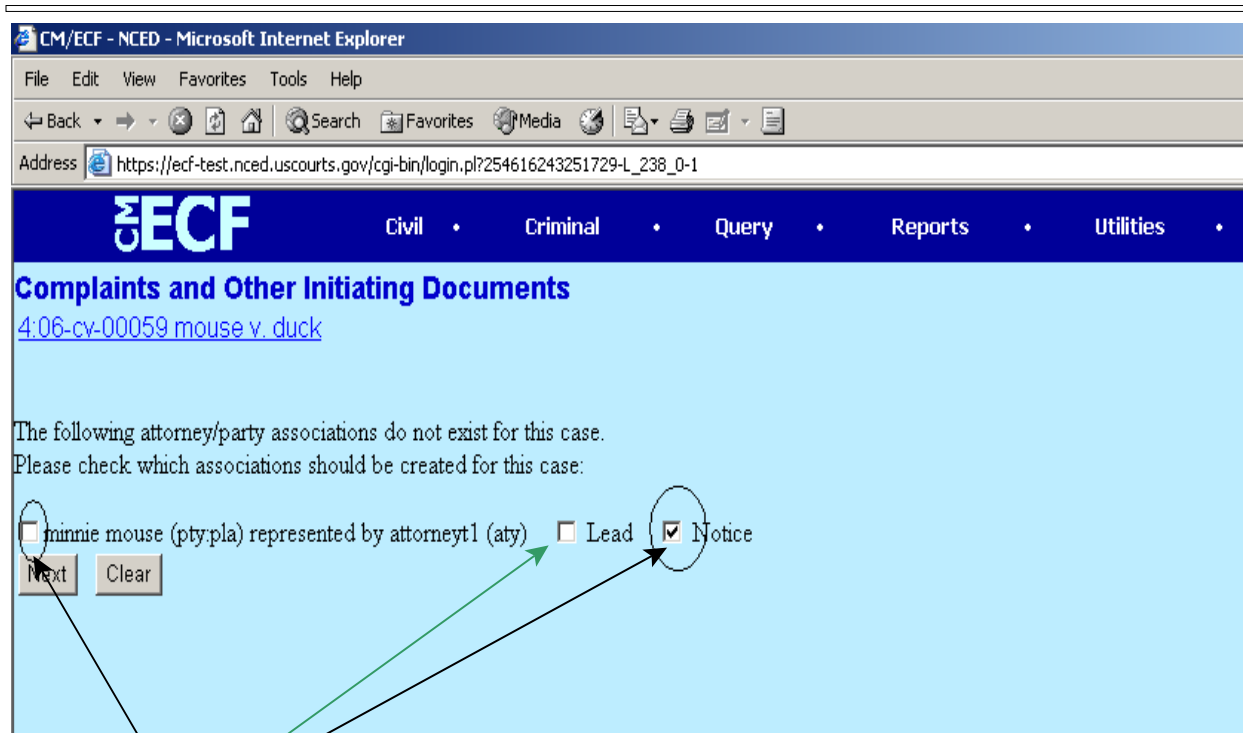 CM/ECF - NCED - Microsoft Internet Explorer
File Edit View Favorites Tools Help
Back Search Favorites Media
Address https://ecf-test.nced.uscourts.gov/cgi-bin/login.pl?254616243251729-L_238_0-1
CM ECF Civil • Criminal • Query • Reports • Utilities •
Complaints and Other Initiating Documents
4:06-cv-00059 mouse v. duck
The following attorney/party associations do not exist for this case.
Please check which associations should be created for this case:
minnie mouse (pty:pla) represented by attorneyt1 (aty) Lead Notice
Next Clear